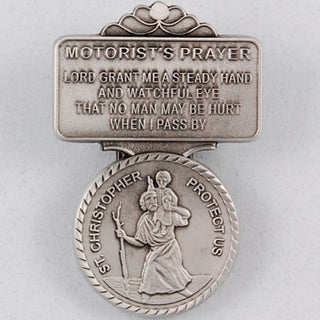 MOTORIST'S PRAYER
LORD GRANT ME A STEADY HAND
AND WATCHFUL EYE
THAT NO MAN MAY BE HURT
WHEN I PASS BY
ST. CHRISTOPHER PROTECT US